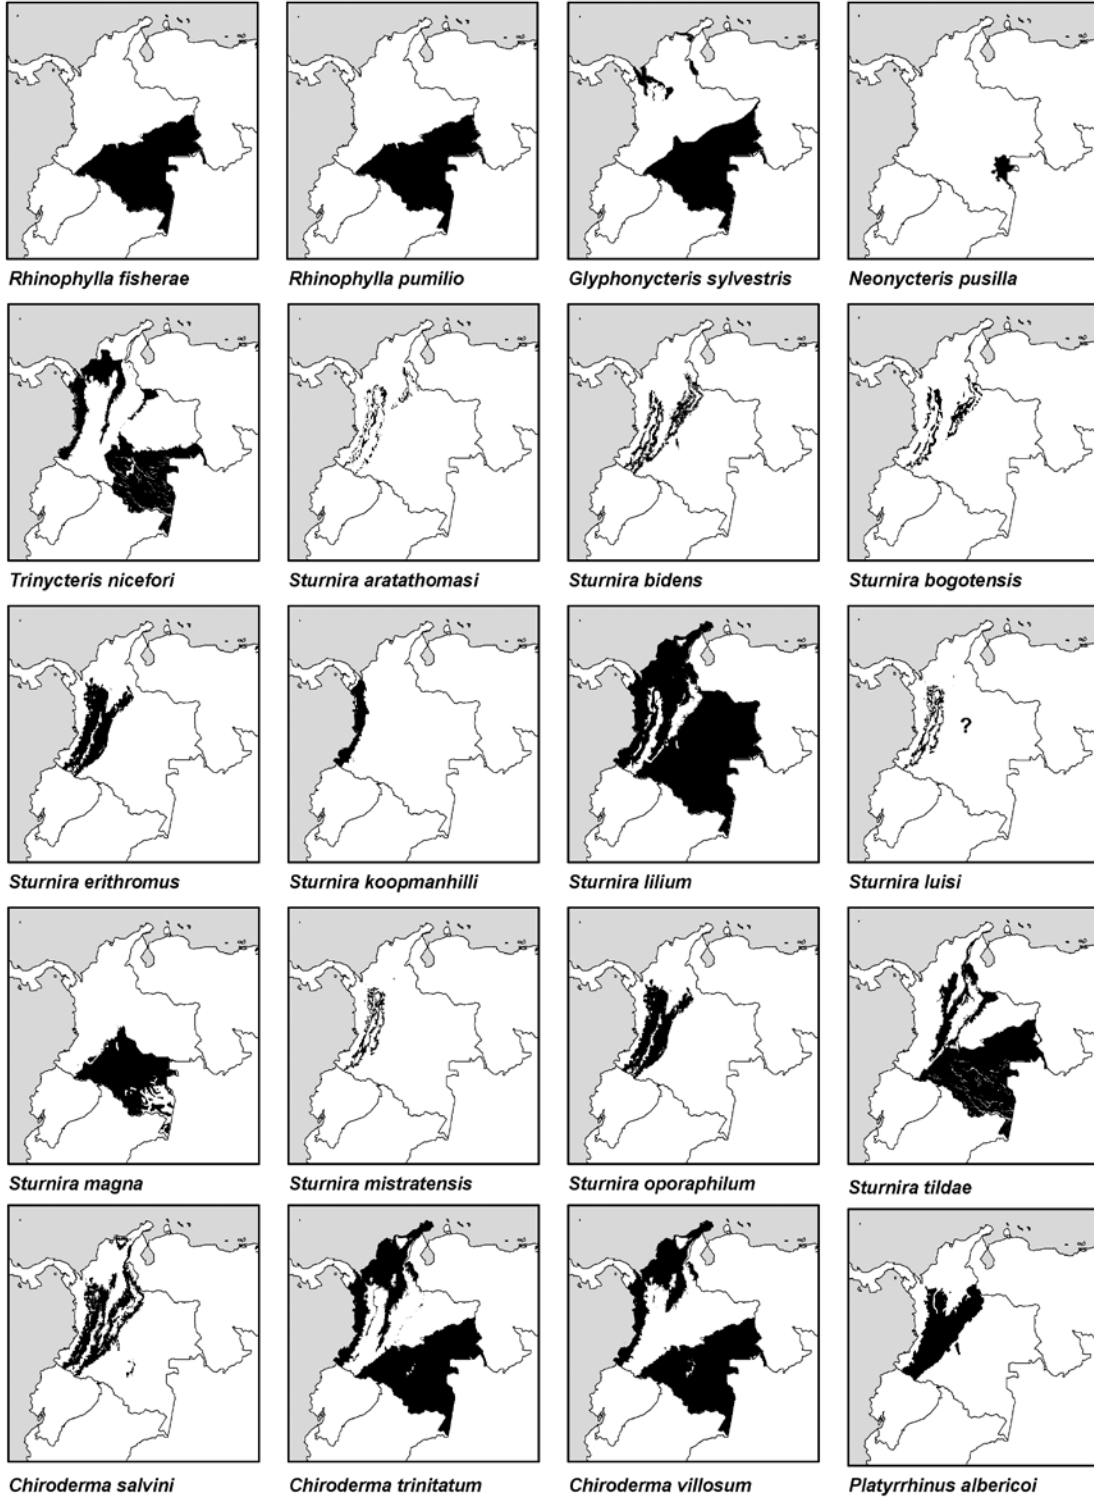 Rhinophylla fisherae
Rhinophylla pumilio
Glyphonycteris sylvestris
Neonycteris pusilla
Trinycteris nicefori
Sturnira aratathomasi
Sturnira bidens
Sturnira bogotensis
Sturnira erithromus
Sturnira koopmanhilli
Sturnira lilium
?
Sturnira luisi
Sturnira magna
Sturnira mistratensis
Sturnira oporaphilum
Sturnira tildae
Chiroderma salvini
Chiroderma trinitatum
Chiroderma villosum
Platyrrhinus albericoi